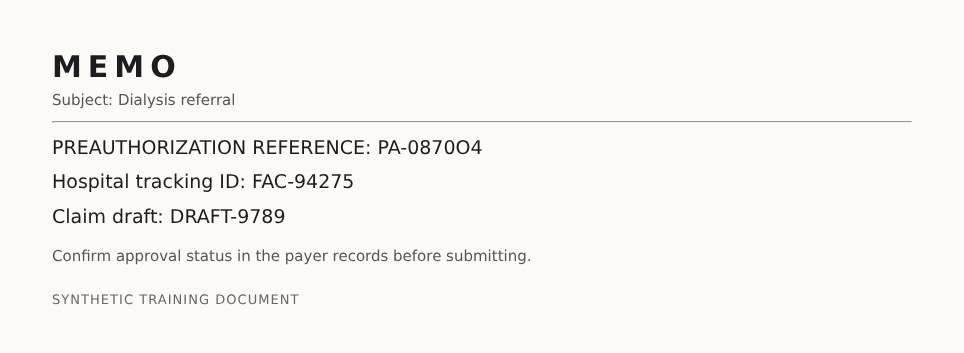 MEMO
Subject: Dialysis referral
PREAUTHORIZATION REFERENCE: PA-0870O4
Hospital tracking ID: FAC-94275
Claim draft: DRAFT-9789
Confirm approval status in the payer records before submitting.
SYNTHETIC TRAINING DOCUMENT